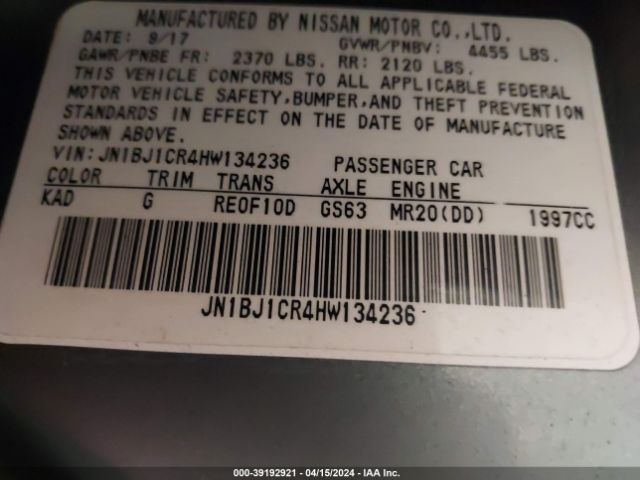 MANUFACTURED BY NISSAN MOTOR CO.,LTD.
DATE: 9/17 GVWR/PNBV: 4455 LBS.
GAWR/PNBE FR: 2370 LBS. RR: 2120 LBS.
THIS VEHICLE CONFORMS TO ALL APPLICABLE FEDERAL
MOTOR VEHICLE SAFETY,BUMPER,AND THEFT PREVENTION
STANDARDS IN EFFECT ON THE DATE OF MANUFACTURE
SHOWN ABOVE.
VIN:JN1BJ1CR4HW134236 PASSENGER CAR
COLOR TRIM TRANS AXLE ENGINE
KAD G RE0F10D GS63 MR20(DD) 1997CC
JN1BJ1CR4HW134236
000-39192921 - 04/15/2024 - IAA Inc.